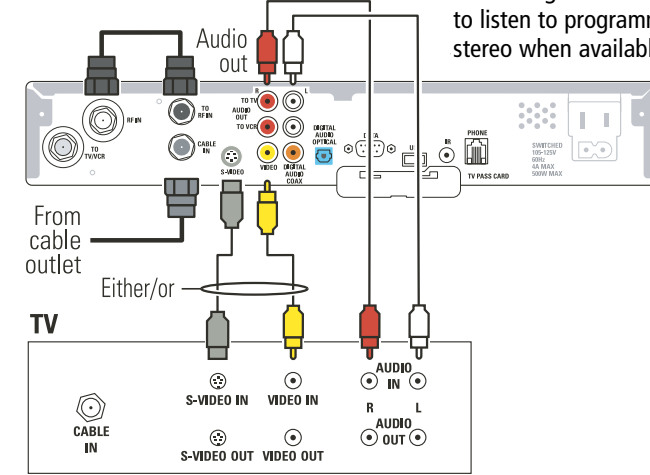 to listen to programm
stereo when availabl
Audio
out
R
L
TO TV
AUDIO
OUT
TO VCR
RF IN
TO
RF IN
TO
TV/VCR
CABLE
IN
S-VIDEO
VIDEO
DIGITAL
AUDIO
COAX
DIGITAL
AUDIO
OPTICAL
IR
PHONE
TV PASS CARD
SWITCHED
105-125V
60Hz
4A MAX
500W MAX
From
cable
outlet
Either/or
TV
CABLE
IN
S-VIDEO IN
VIDEO IN
AUDIO
IN
R
L
AUDIO
OUT
S-VIDEO OUT
VIDEO OUT